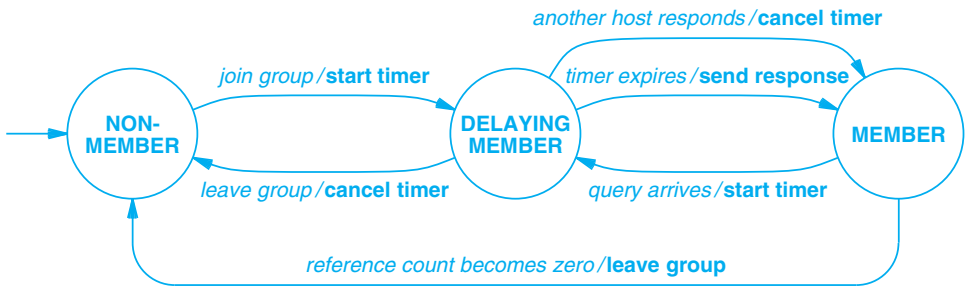 another host responds / cancel timer
join group / start timer
timer expires / send response
NON-
MEMBER
DELAYING
MEMBER
MEMBER
leave group / cancel timer
query arrives / start timer
reference count becomes zero / leave group